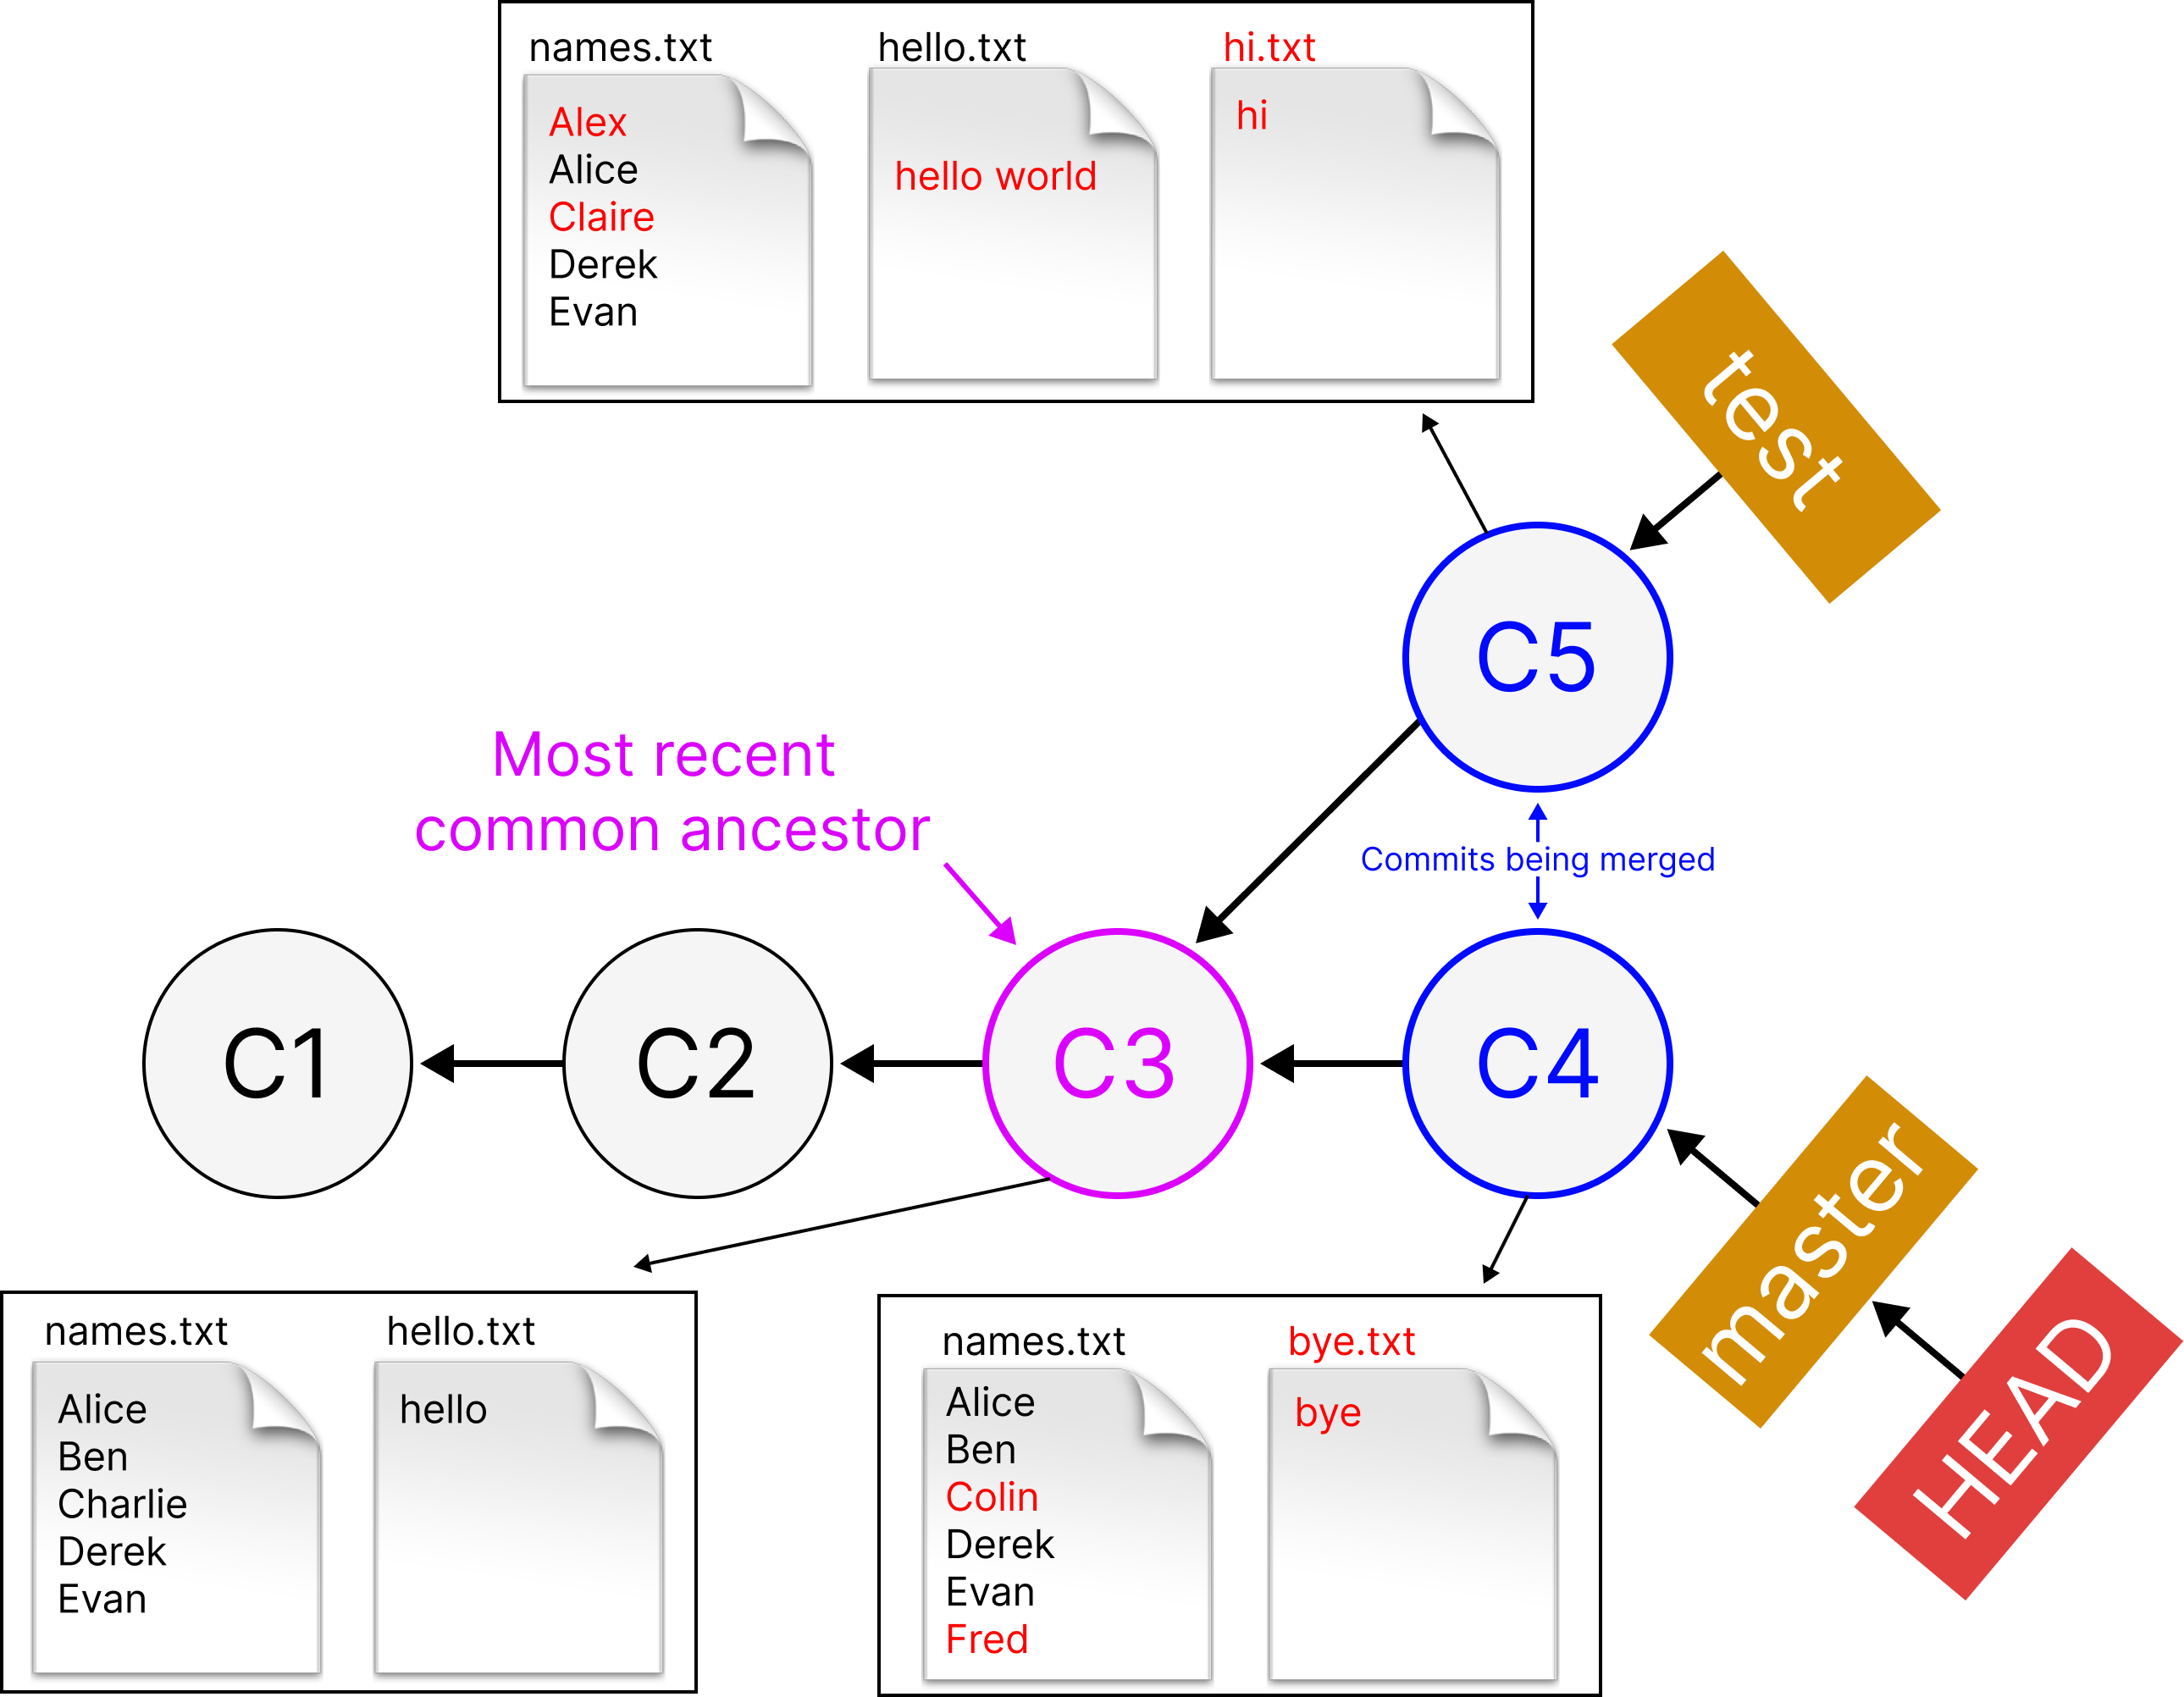 names.txt
Alex
Alice
Claire
Derek
Evan
hello.txt
hello world
hi.txt
hi
test
C5
Most recent
common ancestor
Commits being merged
C1
C2
C3
C4
master
HEAD
names.txt
Alice
Ben
Charlie
Derek
Evan
hello.txt
hello
names.txt
Alice
Ben
Colin
Derek
Evan
Fred
bye.txt
bye